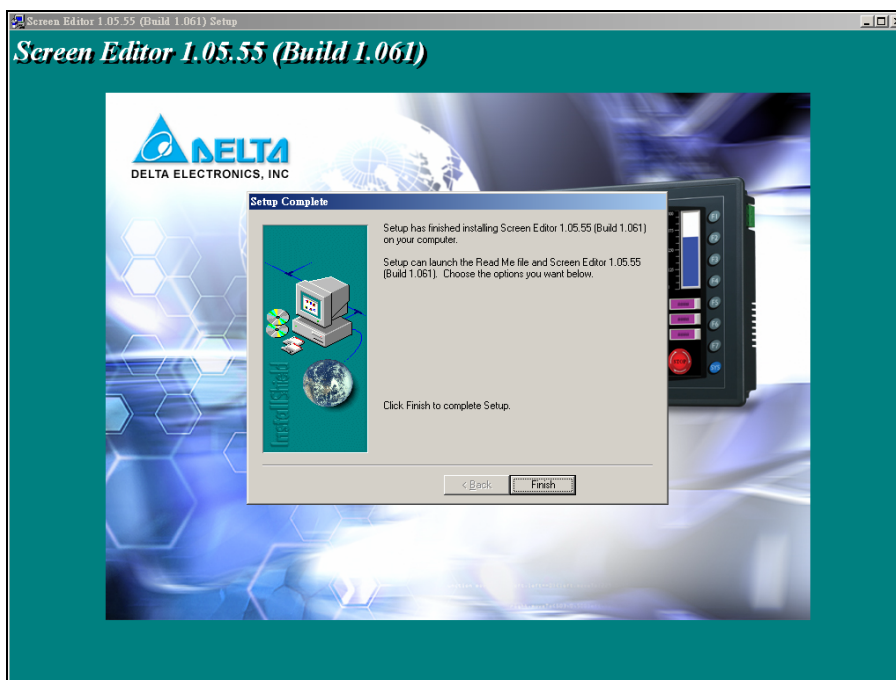 Screen Editor 1.05.55 (Build 1.061) Setup
Screen Editor 1.05.55 (Build 1.061)
DELTA
DELTA ELECTRONICS, INC
Setup Complete
Setup has finished installing Screen Editor 1.05.55 (Build 1.061)
on your computer.
Setup can launch the Read Me file and Screen Editor 1.05.55
(Build 1.061). Choose the options you want below.
InstallShield
Click Finish to complete Setup.
< Back
Finish